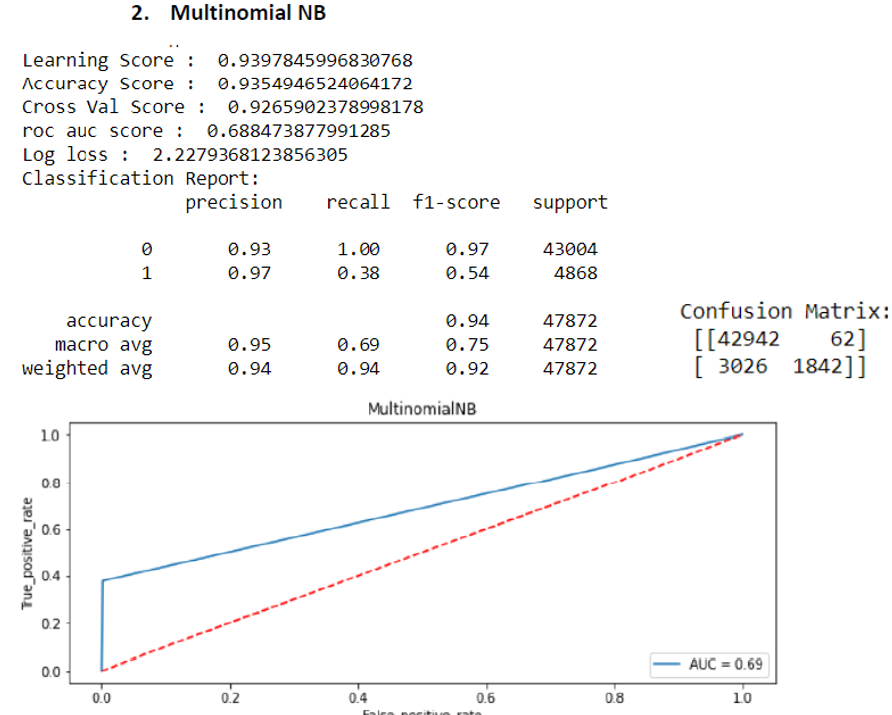 2. Multinomial NB
Learning Score : 0.9397845996830768
Accuracy Score : 0.9354946524064172
Cross Val Score : 0.9265902378998178
roc auc score : 0.688473877991285
Log loss : 2.2279368123856305
Classification Report:
precision recall f1-score support
0 0.93 1.00 0.97 43004
1 0.97 0.38 0.54 4868
accuracy 0.94 47872
macro avg 0.95 0.69 0.75 47872
weighted avg 0.94 0.94 0.92 47872
Confusion Matrix:
[[42942 62]
[ 3026 1842]]
MultinomialNB
True_positive_rate
1.0
0.8
0.6
0.4
0.2
0.0
AUC = 0.69
0.0 0.2 0.4 0.6 0.8 1.0
False_positive_rate